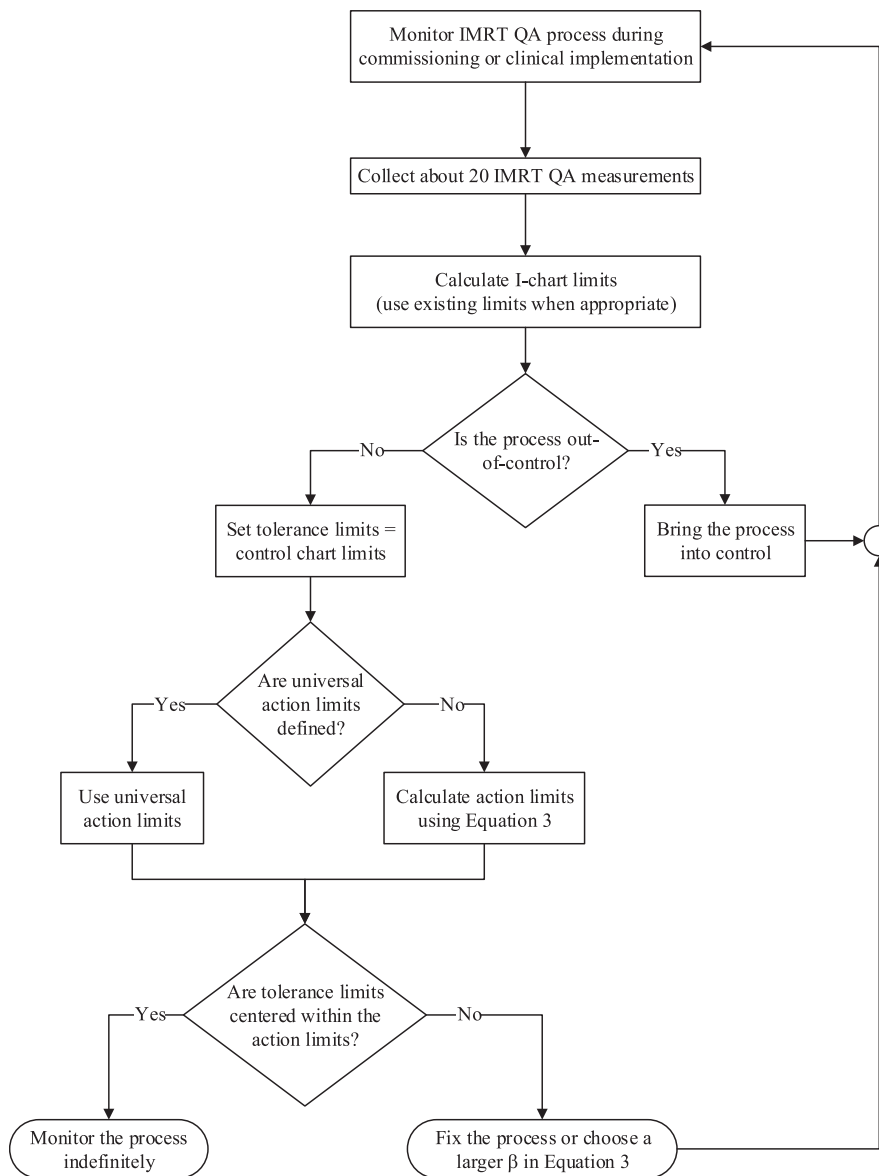 Monitor IMRT QA process during
commissioning or clinical implementation
Collect about 20 IMRT QA measurements
Calculate I-chart limits
(use existing limits when appropriate)
Is the process out-
of-control?
No
Yes
Set tolerance limits =
control chart limits
Bring the process
into control
Are universal
action limits
defined?
Yes
No
Use universal
action limits
Calculate action limits
using Equation 3
Are tolerance limits
centered within the
action limits?
Yes
No
Monitor the process
indefinitely
Fix the process or choose a
larger β in Equation 3